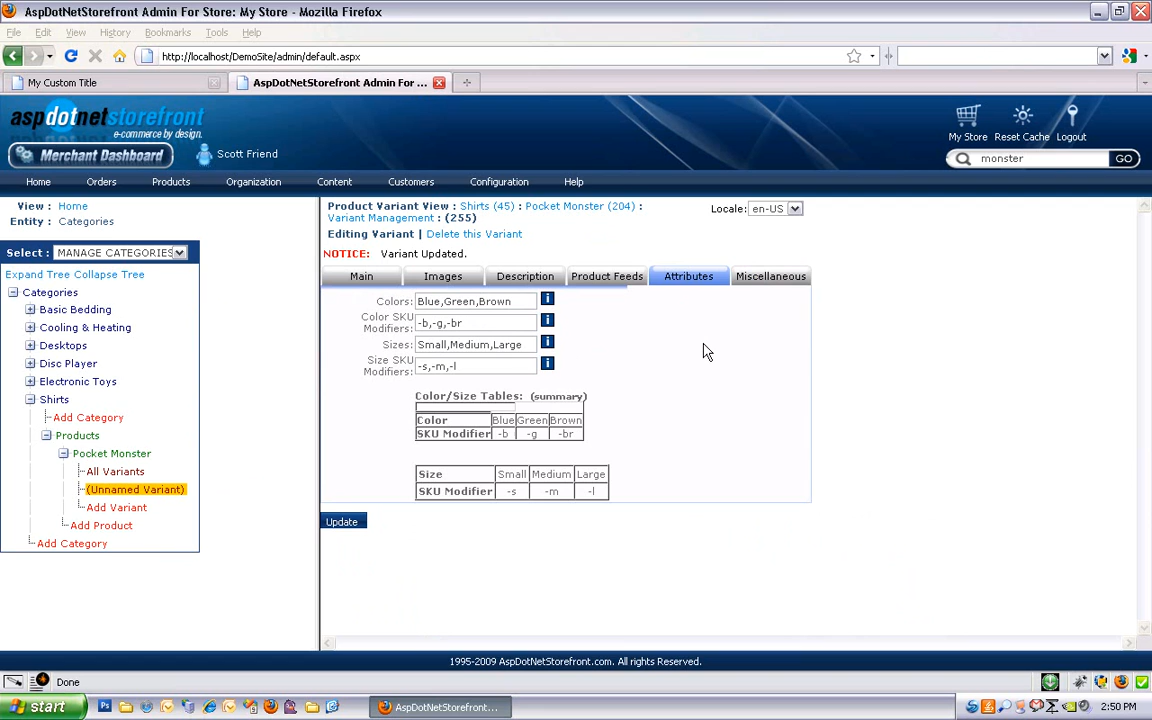 AspDotNetStorefront Admin For Store: My Store - Mozilla Firefox
File Edit View History Bookmarks Tools Help
http://localhost/DemoSite/admin/default.aspx
My Custom Title
AspDotNetStorefront Admin For ...
aspdotnetstorefront
e-commerce by design.
My Store Reset Cache Logout
Merchant Dashboard
Scott Friend
monster GO
Home Orders Products Organization Content Customers Configuration Help
View : Home
Entity : Categories
Select : MANAGE CATEGORIES
Expand Tree Collapse Tree
Categories
Basic Bedding
Cooling & Heating
Desktops
Disc Player
Electronic Toys
Shirts
Add Category
Products
Pocket Monster
All Variants
(Unnamed Variant)
Add Variant
Add Product
Add Category
Product Variant View : Shirts (45) : Pocket Monster (204) :
Variant Management : (255)
Locale: en-US
Editing Variant | Delete this Variant
NOTICE: Variant Updated.
Main Images Description Product Feeds Attributes Miscellaneous
Colors: Blue,Green,Brown
Color SKU
Modifiers: -b,-g,-br
Sizes: Small,Medium,Large
Size SKU
Modifiers: -s,-m,-l
Color/Size Tables: (summary)
Color Blue Green Brown
SKU Modifier -b -g -br
Size Small Medium Large
SKU Modifier -s -m -l
Update
1995-2009 AspDotNetStorefront.com. All rights Reserved.
Done
start
AspDotNetStorefront...
2:50 PM